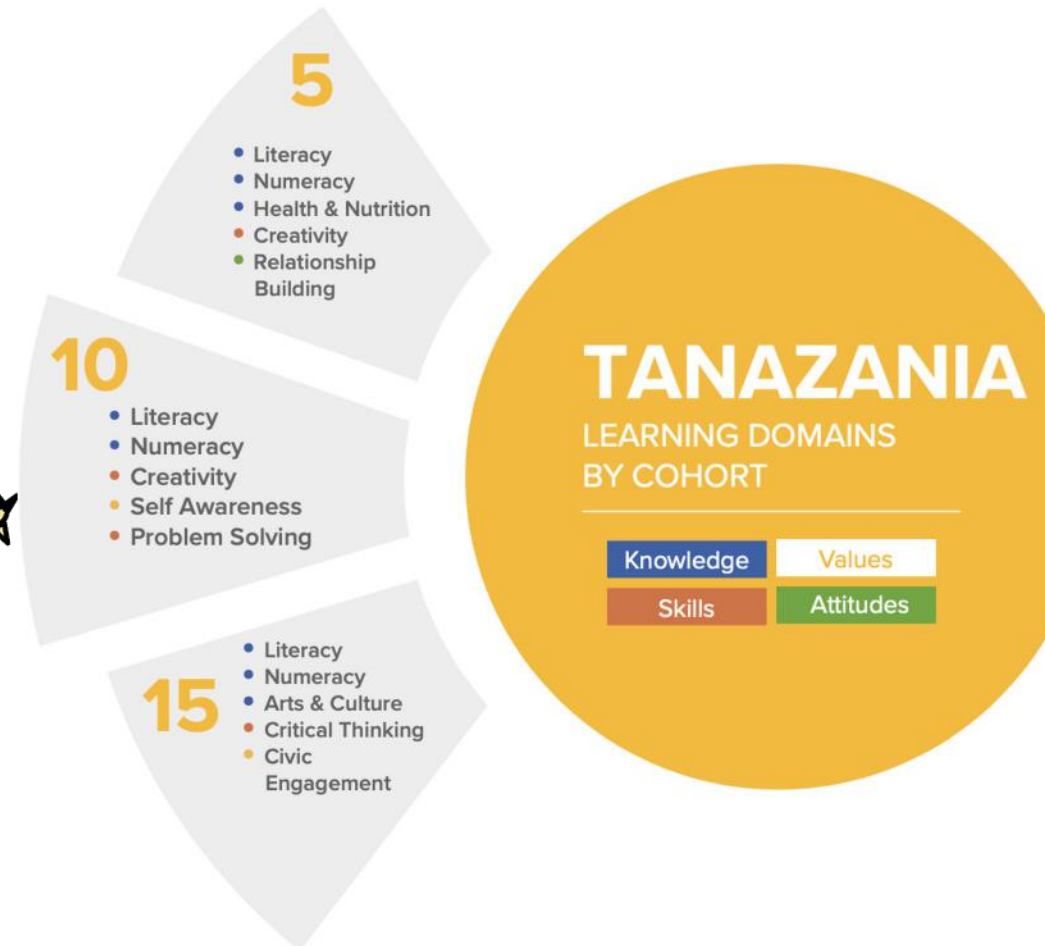 5
Literacy
Numeracy
Health & Nutrition
Creativity
Relationship
Building
10
Literacy
Numeracy
Creativity
Self Awareness
Problem Solving
15
Literacy
Numeracy
Arts & Culture
Critical Thinking
Civic
Engagement
TANAZANIA
LEARNING DOMAINS
BY COHORT
Knowledge
Values
Skills
Attitudes